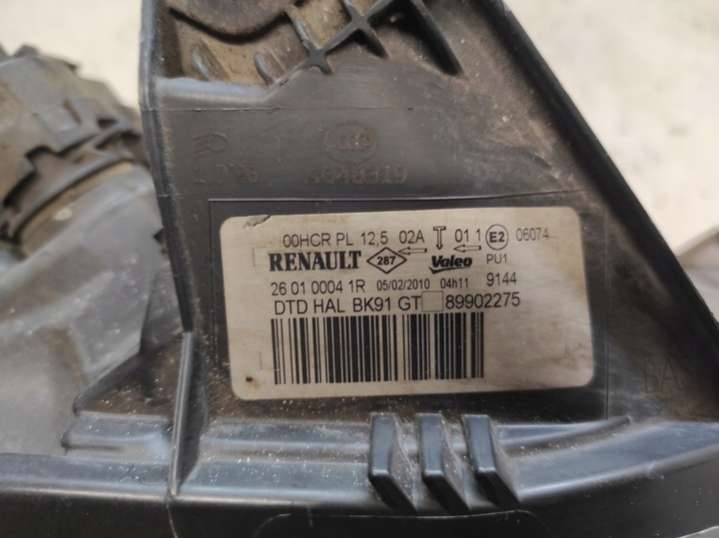 00HCR PL 12,5 02A 01 1 E2 06074
RENAULT 287 Valeo PU1
26 01 0004 1R 05/02/2010 04h11 9144
DTD HAL BK91 GT 89902275